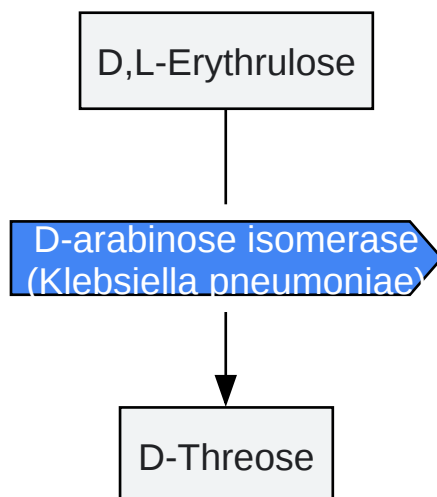 D,L-Erythrulose
D-arabinose isomerase
(Klebsiella pneumoniae)
D-Threose